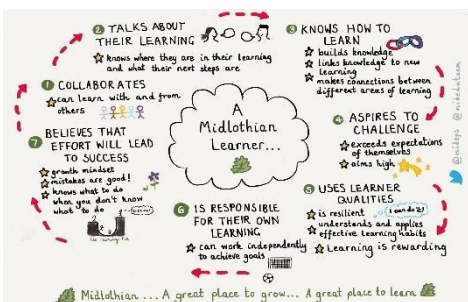 A
Midlothian
Learner...
1 COLLABORATES
can learn with and from
others
2 TALKS ABOUT
THEIR LEARNING
knows where they are in their learning
and what their next steps are
3 KNOWS HOW TO
LEARN
builds knowledge
links knowledge to new
learning
makes connections between
different areas of learning
4 ASPIRES TO
CHALLENGE
exceeds expectations
of themselves
aims high
5 USES LEARNER
QUALITIES
is resilient
I can do it!
understands and applies
effective learning habits
Learning is rewarding
6 IS RESPONSIBLE
FOR THEIR OWN
LEARNING
can work independently
to achieve goals
7 BELIEVES THAT
EFFORT WILL LEAD
TO SUCCESS
growth mindset
mistakes are good!
knows what to do
when you don't know
what to do
The Learning Pit
@mideps @midedunteam
Midlothian... A great place to grow... A great place to learn